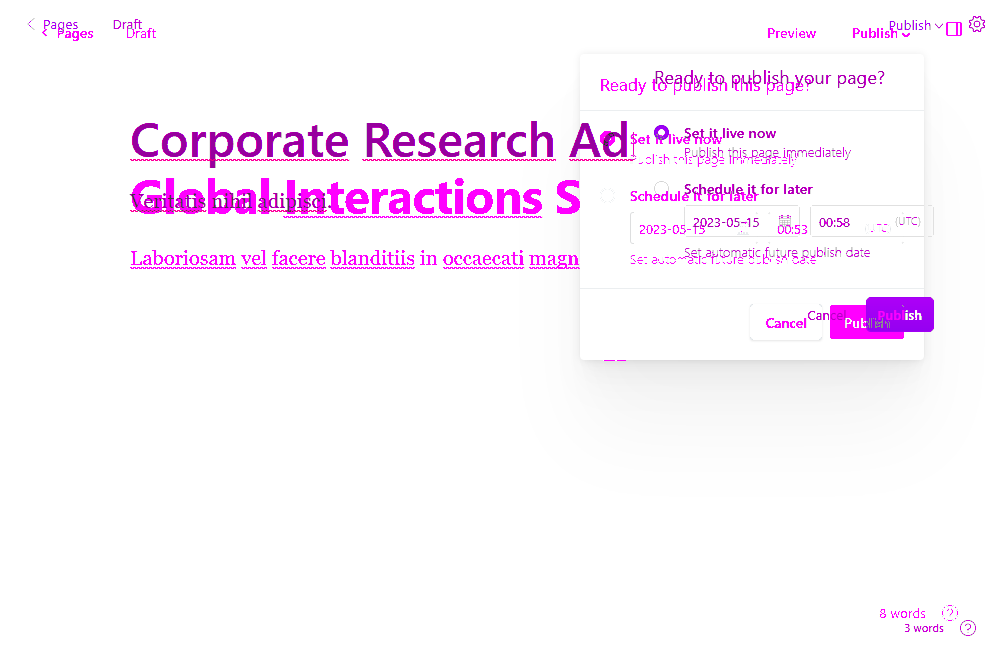 Pages Draft Publish
Pages Draft Preview Publish
Ready to publish your page?
Ready to publish this page?
Corporate Research Ad
Set it live now
Set it live now
Publish this page immediately
Publish this page immediately
Global Interactions S
Veritatis nihil adipisci.
Schedule it for later
Schedule it for later
2023-05-15 00:58 (UTC)
2023-05-15 00:53
Set automatic future publish date
Set automatic future publish date
Laboriosam vel facere blanditiis in occaecati magn
Cancel Publish
Cancel Publish
8 words
3 words